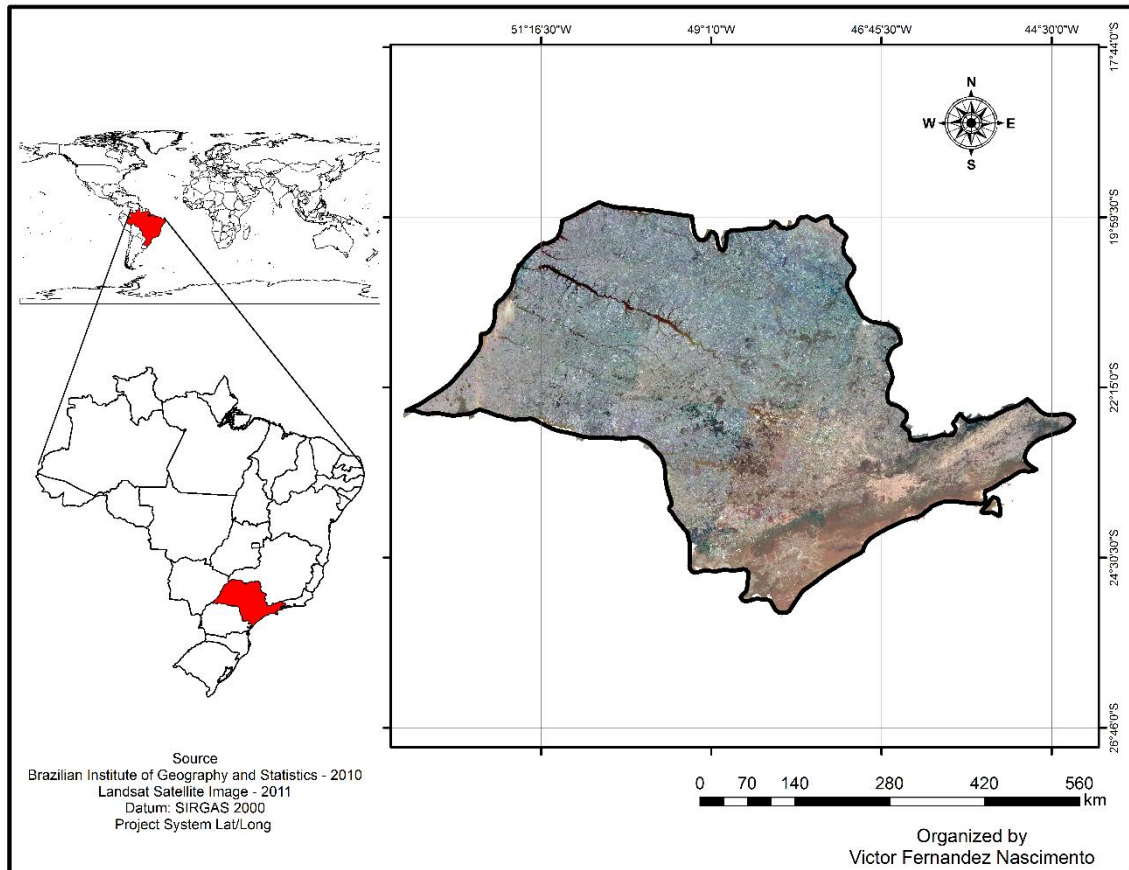 51°16'30"W
49°1'0"W
46°45'0"W
44°30'0"W
17°44'0"S
19°59'30"S
22°15'0"S
24°30'30"S
26°46'0"S
N
W
E
S
0 70 140 280 420 560
km
Source
Brazilian Institute of Geography and Statistics - 2010
Landsat Satellite Image - 2011
Datum: SIRGAS 2000
Project System Lat/Long
Organized by
Victor Fernandez Nascimento